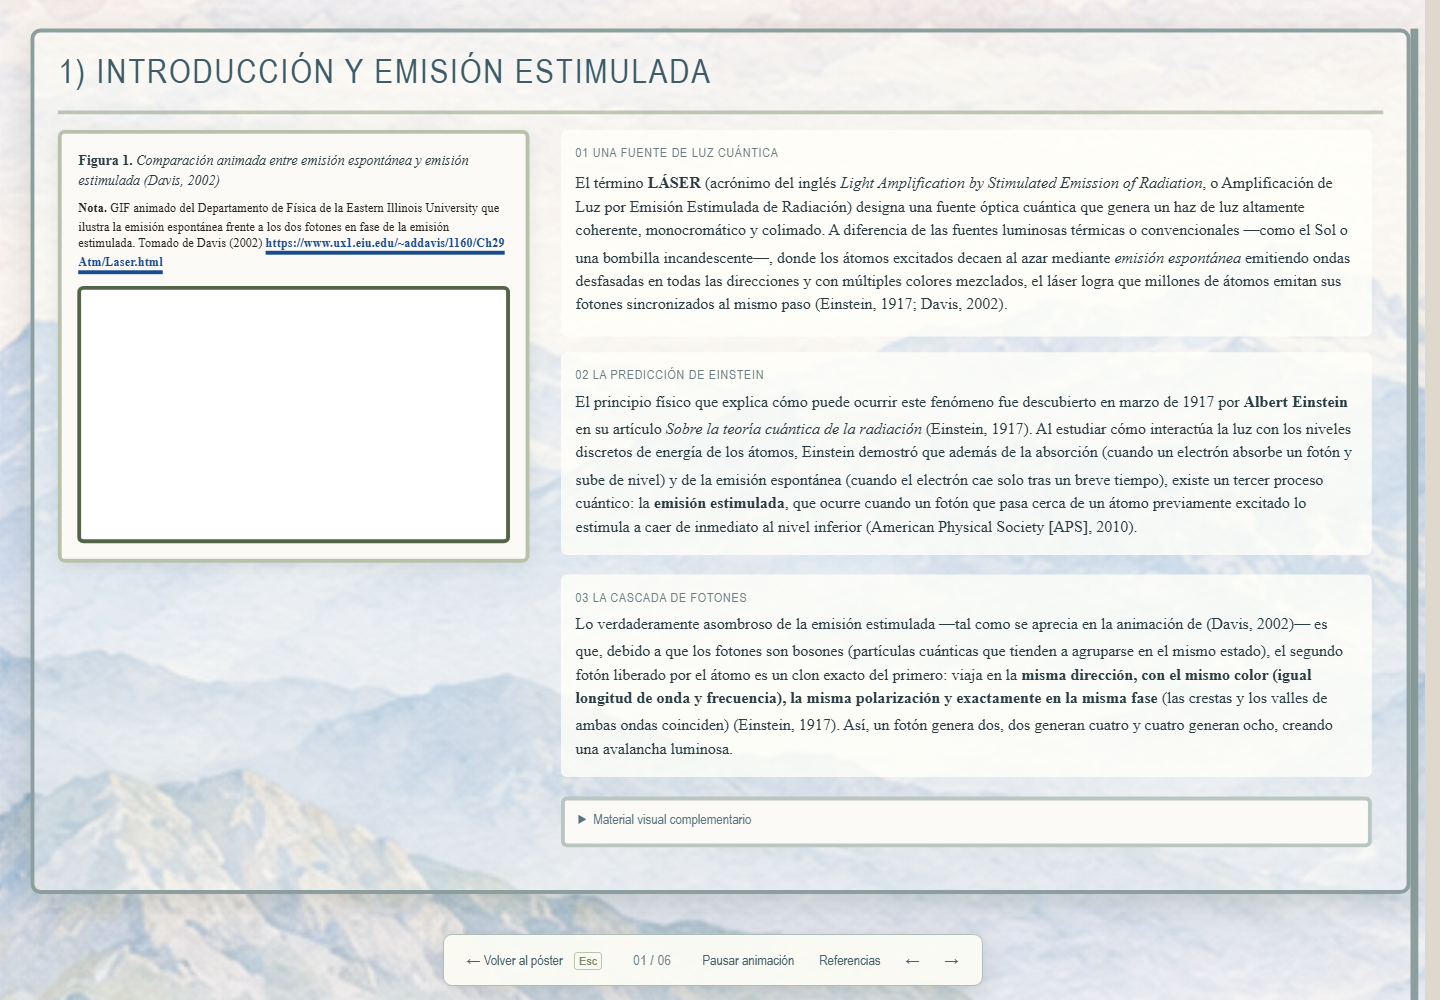 1) INTRODUCCIÓN Y EMISIÓN ESTIMULADA
Figura 1. Comparación animada entre emisión espontánea y emisión
estimulada (Davis, 2002)
Nota. GIF animado del Departamento de Física de la Eastern Illinois University que
ilustra la emisión espontánea frente a los dos fotones en fase de la emisión
estimulada. Tomado de Davis (2002) https://www.ux1.eiu.edu/~addavis/1160/Ch29
Atm/Laser.html
01 UNA FUENTE DE LUZ CUÁNTICA
El término LÁSER (acrónimo del inglés Light Amplification by Stimulated Emission of Radiation, o Amplificación de
Luz por Emisión Estimulada de Radiación) designa una fuente óptica cuántica que genera un haz de luz altamente
coherente, monocromático y colimado. A diferencia de las fuentes luminosas térmicas o convencionales —como el Sol o
una bombilla incandescente—, donde los átomos excitados decaen al azar mediante emisión espontánea emitiendo ondas
desfasadas en todas las direcciones y con múltiples colores mezclados, el láser logra que millones de átomos emitan sus
fotones sincronizados al mismo paso (Einstein, 1917; Davis, 2002).
02 LA PREDICCIÓN DE EINSTEIN
El principio físico que explica cómo puede ocurrir este fenómeno fue descubierto en marzo de 1917 por Albert Einstein
en su artículo Sobre la teoría cuántica de la radiación (Einstein, 1917). Al estudiar cómo interactúa la luz con los niveles
discretos de energía de los átomos, Einstein demostró que además de la absorción (cuando un electrón absorbe un fotón y
sube de nivel) y de la emisión espontánea (cuando el electrón cae solo tras un breve tiempo), existe un tercer proceso
cuántico: la emisión estimulada, que ocurre cuando un fotón que pasa cerca de un átomo previamente excitado lo
estimula a caer de inmediato al nivel inferior (American Physical Society [APS], 2010).
03 LA CASCADA DE FOTONES
Lo verdaderamente asombroso de la emisión estimulada —tal como se aprecia en la animación de (Davis, 2002)— es
que, debido a que los fotones son bosones (partículas cuánticas que tienden a agruparse en el mismo estado), el segundo
fotón liberado por el átomo es un clon exacto del primero: viaja en la misma dirección, con el mismo color (igual
longitud de onda y frecuencia), la misma polarización y exactamente en la misma fase (las crestas y los valles de
ambas ondas coinciden) (Einstein, 1917). Así, un fotón genera dos, dos generan cuatro y cuatro generan ocho, creando
una avalancha luminosa.
▶ Material visual complementario
← Volver al póster Esc 01 / 06 Pausar animación Referencias ← →